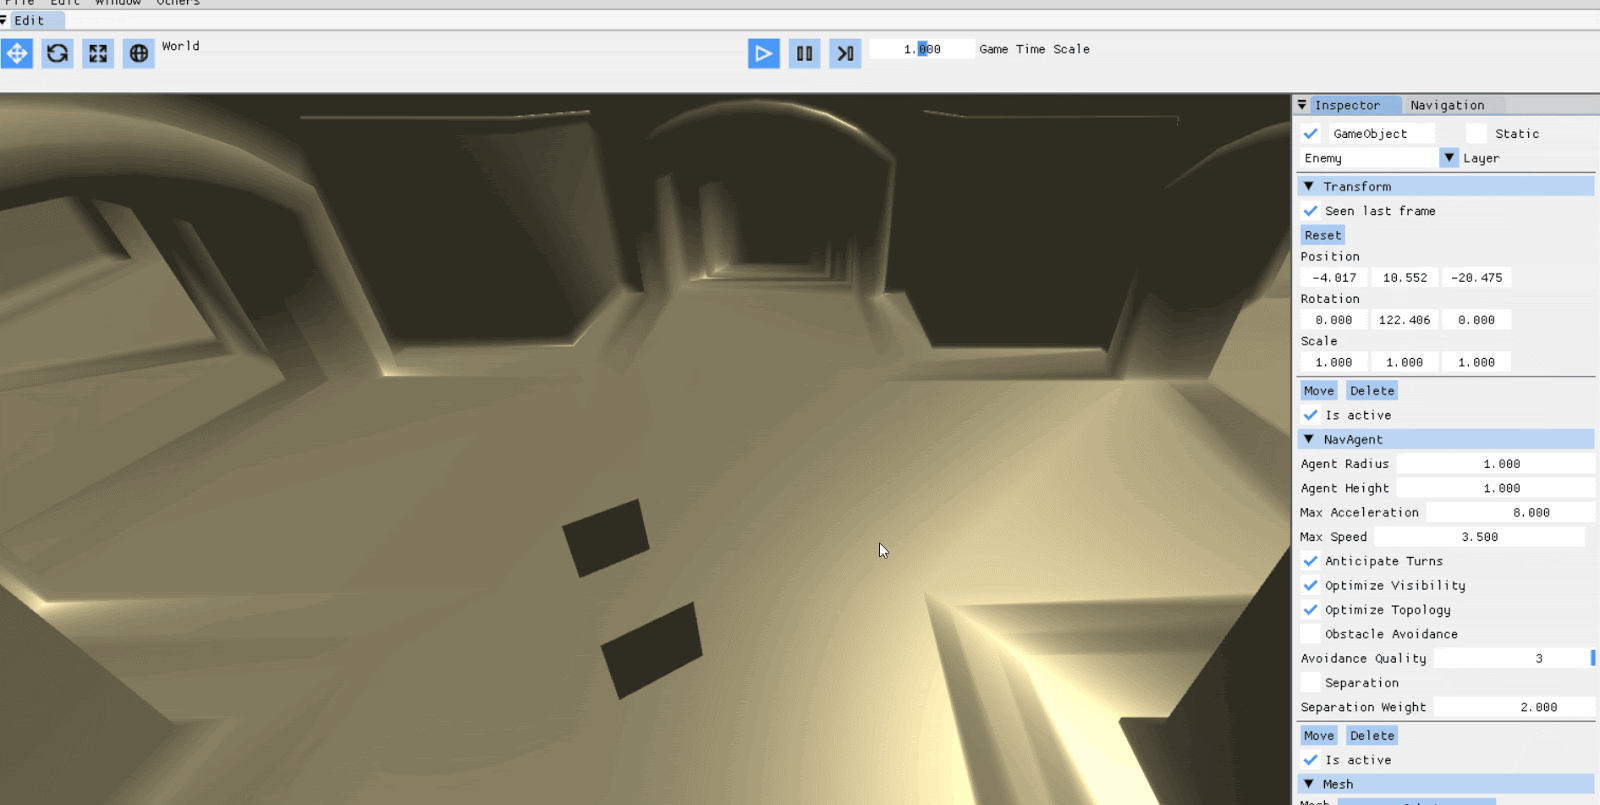 File Edit Window Others
Edit
World
1.000 Game Time Scale
Inspector Navigation
GameObject Static
Enemy Layer
Transform
Seen last frame
Reset
Position
-4.017 10.552 -20.475
Rotation
0.000 122.406 0.000
Scale
1.000 1.000 1.000
Move Delete
Is active
NavAgent
Agent Radius 1.000
Agent Height 1.000
Max Acceleration 8.000
Max Speed 3.500
Anticipate Turns
Optimize Visibility
Optimize Topology
Obstacle Avoidance
Avoidance Quality 3
Separation
Separation Weight 2.000
Move Delete
Is active
Mesh
Mesh